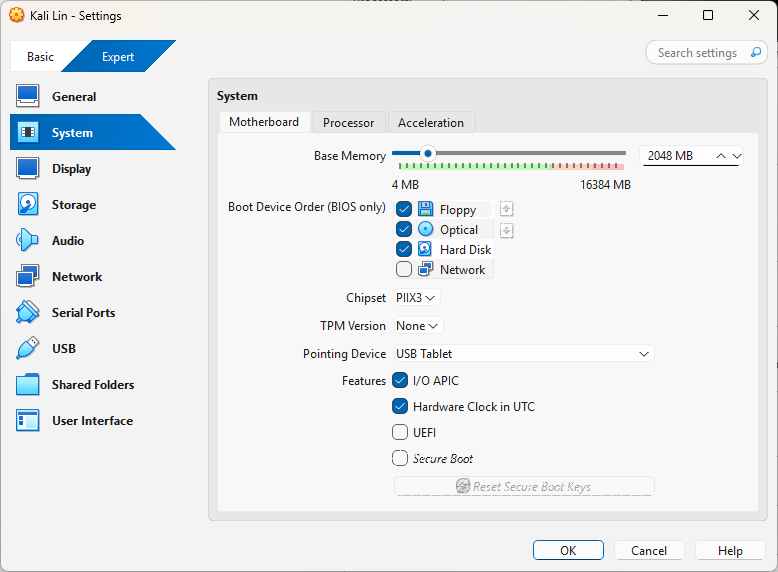 Kali Lin - Settings
Basic
Expert
Search settings
General
System
Display
Storage
Audio
Network
Serial Ports
USB
Shared Folders
User Interface
System
Motherboard
Processor
Acceleration
Base Memory
2048 MB
4 MB
16384 MB
Boot Device Order (BIOS only)
Floppy
Optical
Hard Disk
Network
Chipset
PIIX3
TPM Version
None
Pointing Device
USB Tablet
Features
I/O APIC
Hardware Clock in UTC
UEFI
Secure Boot
Reset Secure Boot Keys
OK
Cancel
Help